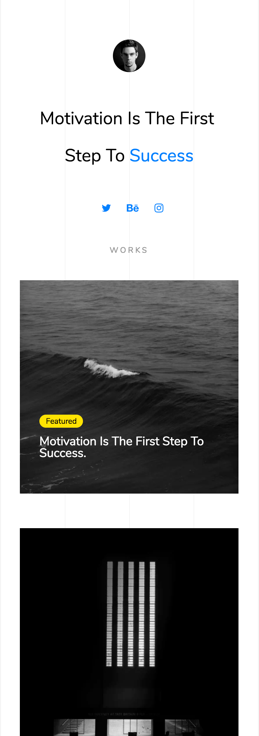 Motivation Is The First
Step To Success
Bē
WORKS
Featured
Motivation Is The First Step To
Success.